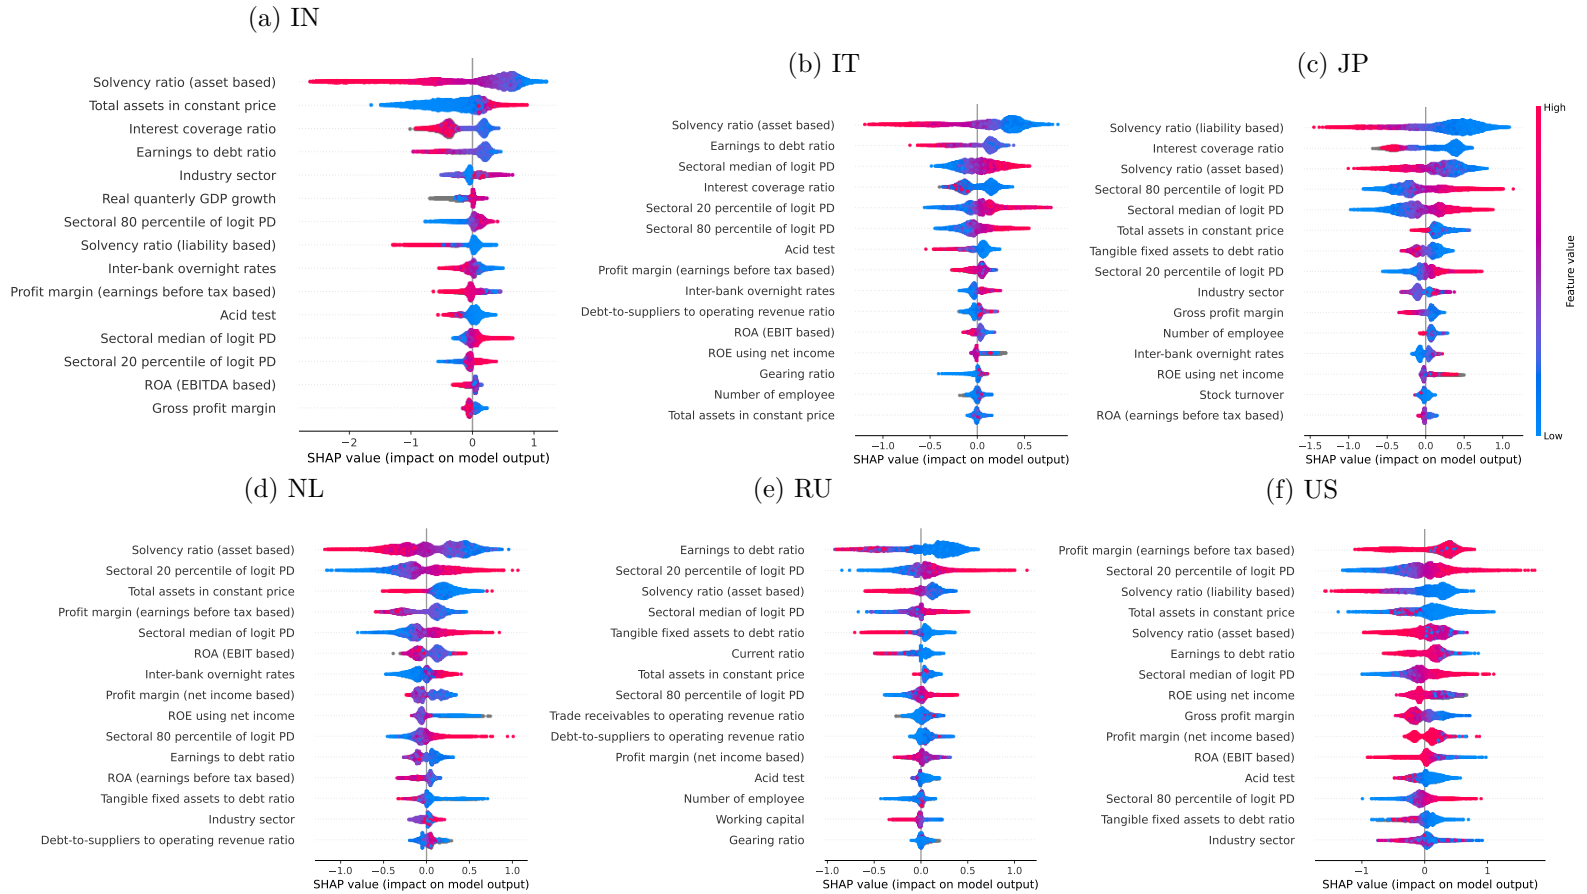 (a) IN
Solvency ratio (asset based)
Total assets in constant price
Interest coverage ratio
Earnings to debt ratio
Industry sector
Real quanterly GDP growth
Sectoral 80 percentile of logit PD
Solvency ratio (liability based)
Inter-bank overnight rates
Profit margin (earnings before tax based)
Acid test
Sectoral median of logit PD
Sectoral 20 percentile of logit PD
ROA (EBITDA based)
Gross profit margin
−2 −1 0 1
SHAP value (impact on model output)
(b) IT
Solvency ratio (asset based)
Earnings to debt ratio
Sectoral median of logit PD
Interest coverage ratio
Sectoral 20 percentile of logit PD
Sectoral 80 percentile of logit PD
Acid test
Profit margin (earnings before tax based)
Inter-bank overnight rates
Debt-to-suppliers to operating revenue ratio
ROA (EBIT based)
ROE using net income
Gearing ratio
Number of employee
Total assets in constant price
−1.0 −0.5 0.0 0.5
SHAP value (impact on model output)
(c) JP
Solvency ratio (liability based)
Interest coverage ratio
Solvency ratio (asset based)
Sectoral 80 percentile of logit PD
Sectoral median of logit PD
Total assets in constant price
Tangible fixed assets to debt ratio
Sectoral 20 percentile of logit PD
Industry sector
Gross profit margin
Number of employee
Inter-bank overnight rates
ROE using net income
Stock turnover
ROA (earnings before tax based)
−1.5 −1.0 −0.5 0.0 0.5 1.0
SHAP value (impact on model output)
High
Feature value
Low
(d) NL
Solvency ratio (asset based)
Sectoral 20 percentile of logit PD
Total assets in constant price
Profit margin (earnings before tax based)
Sectoral median of logit PD
ROA (EBIT based)
Inter-bank overnight rates
Profit margin (net income based)
ROE using net income
Sectoral 80 percentile of logit PD
Earnings to debt ratio
ROA (earnings before tax based)
Tangible fixed assets to debt ratio
Industry sector
Debt-to-suppliers to operating revenue ratio
−1.0 −0.5 0.0 0.5 1.0
SHAP value (impact on model output)
(e) RU
Earnings to debt ratio
Sectoral 20 percentile of logit PD
Solvency ratio (asset based)
Sectoral median of logit PD
Tangible fixed assets to debt ratio
Current ratio
Total assets in constant price
Sectoral 80 percentile of logit PD
Trade receivables to operating revenue ratio
Debt-to-suppliers to operating revenue ratio
Profit margin (net income based)
Acid test
Number of employee
Working capital
Gearing ratio
−1.0 −0.5 0.0 0.5 1.0
SHAP value (impact on model output)
(f) US
Profit margin (earnings before tax based)
Sectoral 20 percentile of logit PD
Solvency ratio (liability based)
Total assets in constant price
Solvency ratio (asset based)
Earnings to debt ratio
Sectoral median of logit PD
ROE using net income
Gross profit margin
Profit margin (net income based)
ROA (EBIT based)
Acid test
Sectoral 80 percentile of logit PD
Tangible fixed assets to debt ratio
Industry sector
−1 0 1
SHAP value (impact on model output)